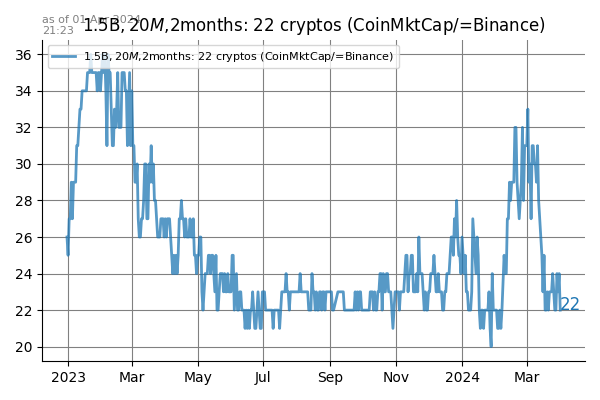 as of 01-Apr-2024
21:23
1.5B, 20M,2months: 22 cryptos (CoinMktCap/=Binance)
1.5B, 20M,2months: 22 cryptos (CoinMktCap/=Binance)
36
34
32
30
28
26
24
22
20
22
2023 Mar May Jul Sep Nov 2024 Mar